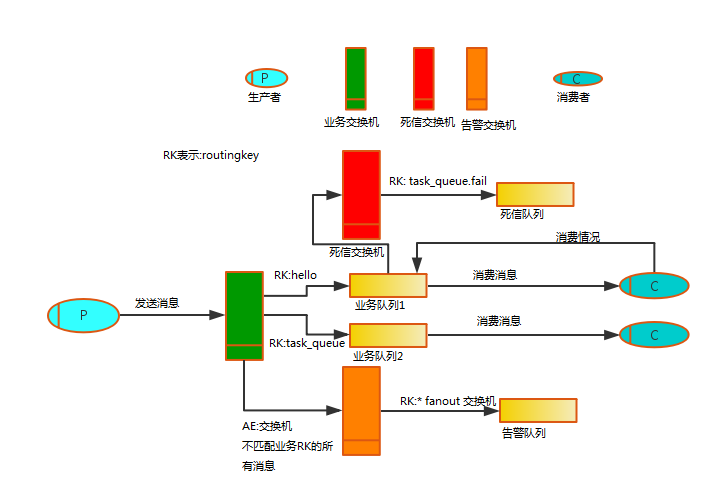 P
C
生产者
消费者
业务交换机
死信交换机
告警交换机
RK表示:routingkey
RK: task_queue.fail
死信队列
死信交换机
消费情况
RK:hello
消费消息
C
发送消息
业务队列1
P
消费消息
C
RK:task_queue
业务队列2
RK:* fanout 交换机
AE:交换机
不匹配业务RK的所
有消息
告警队列